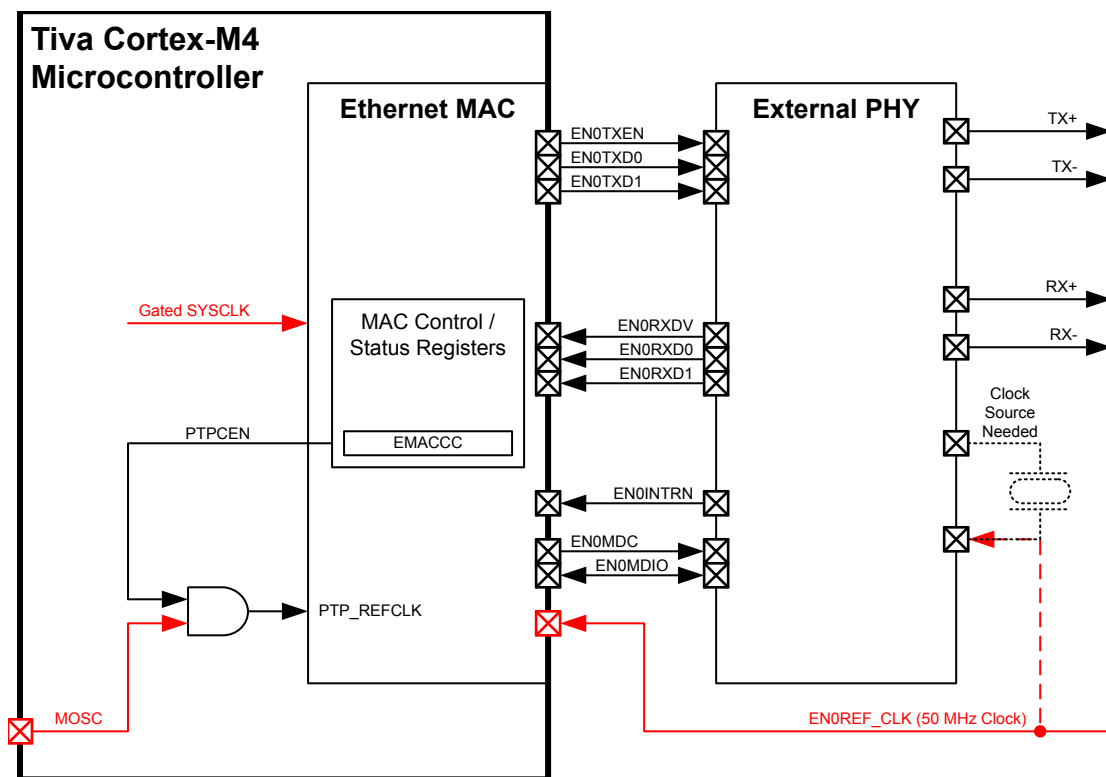 Tiva Cortex-M4
Microcontroller
Ethernet MAC
External PHY
EN0TXEN
EN0TXD0
EN0TXD1
TX+
TX-
Gated SYSCLK
MAC Control /
Status Registers
EMACCC
PTPCEN
EN0RXDV
EN0RXD0
EN0RXD1
RX+
RX-
Clock
Source
Needed
EN0INTRN
EN0MDC
EN0MDIO
PTP_REFCLK
MOSC
EN0REF_CLK (50 MHz Clock)